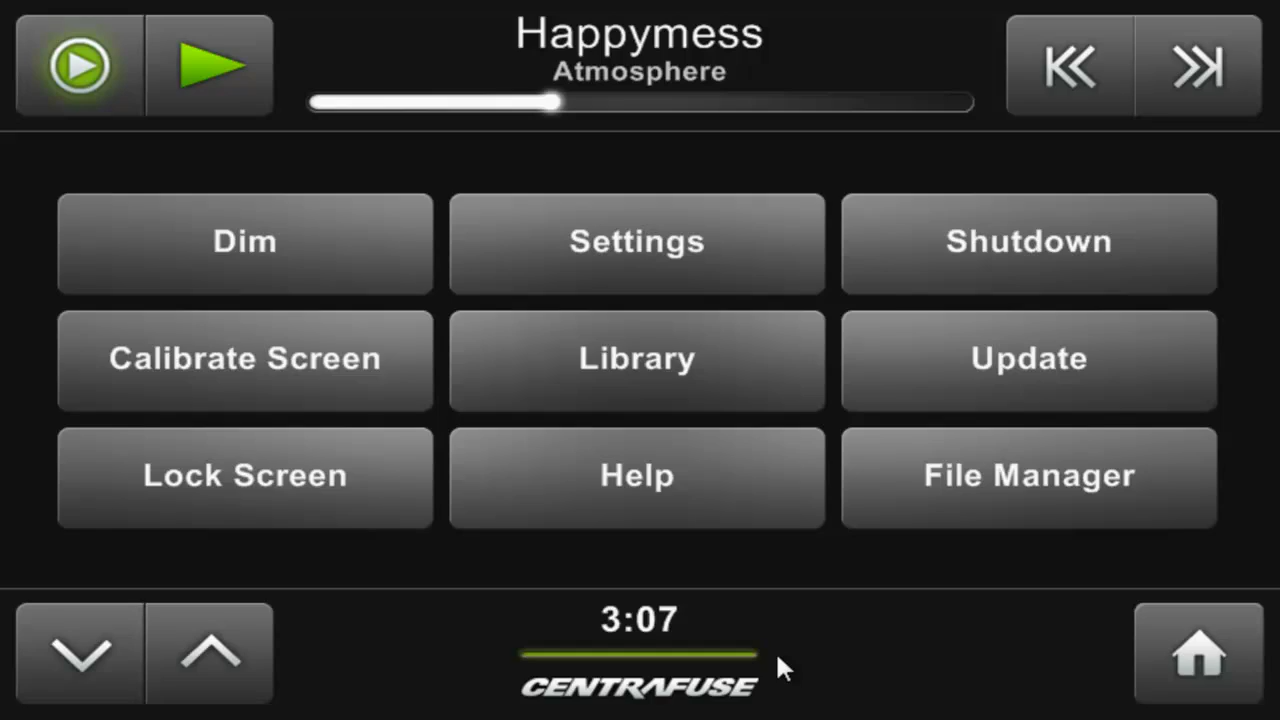 Happymess
Atmosphere
Dim
Settings
Shutdown
Calibrate Screen
Library
Update
Lock Screen
Help
File Manager
3:07
CENTRAFUSE